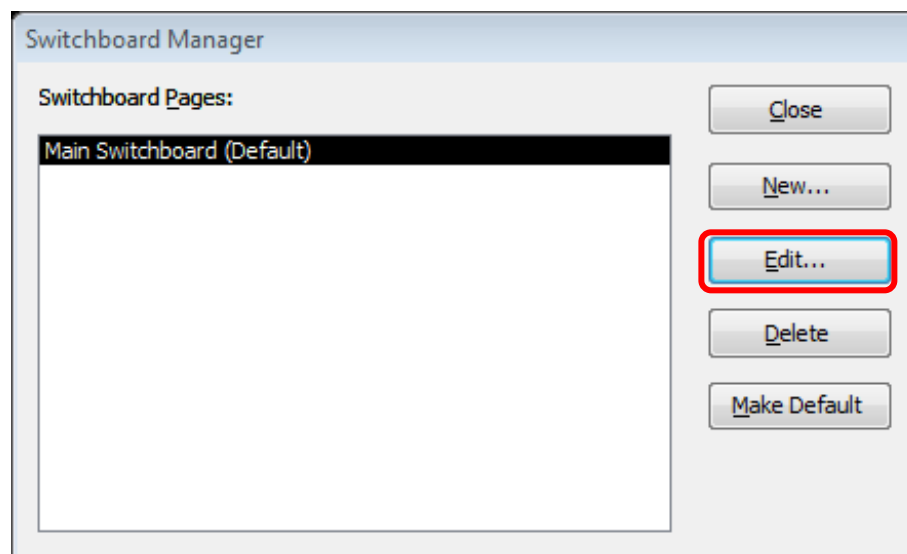 Switchboard Manager
Switchboard Pages:
Main Switchboard (Default)
Close
New...
Edit...
Delete
Make Default